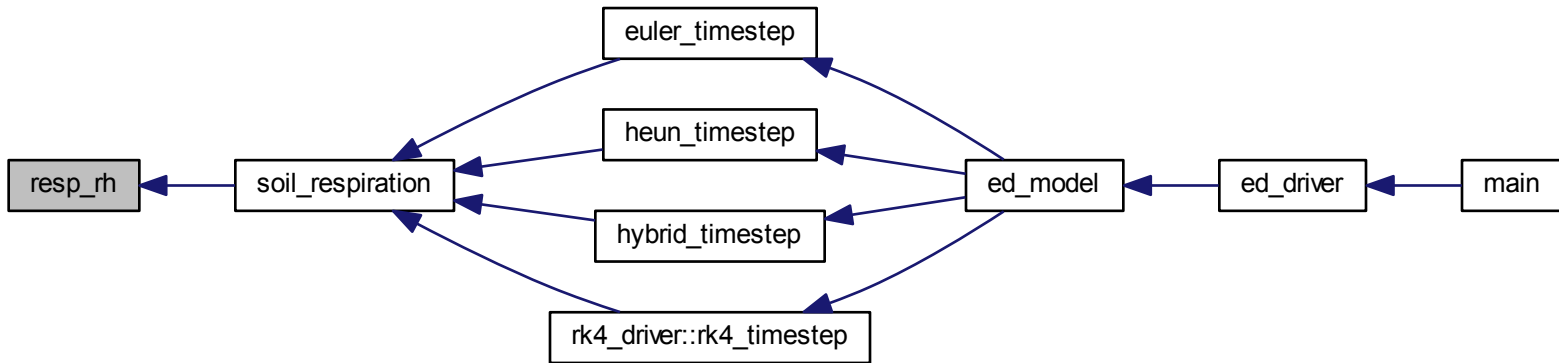 euler_timestep
heun_timestep
resp_rh
soil_respiration
ed_model
ed_driver
main
hybrid_timestep
rk4_driver::rk4_timestep